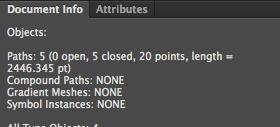 Document Info Attributes
Objects:
Paths: 5 (0 open, 5 closed, 20 points, length =
2446.345 pt)
Compound Paths: NONE
Gradient Meshes: NONE
Symbol Instances: NONE
All Type Objects: 4